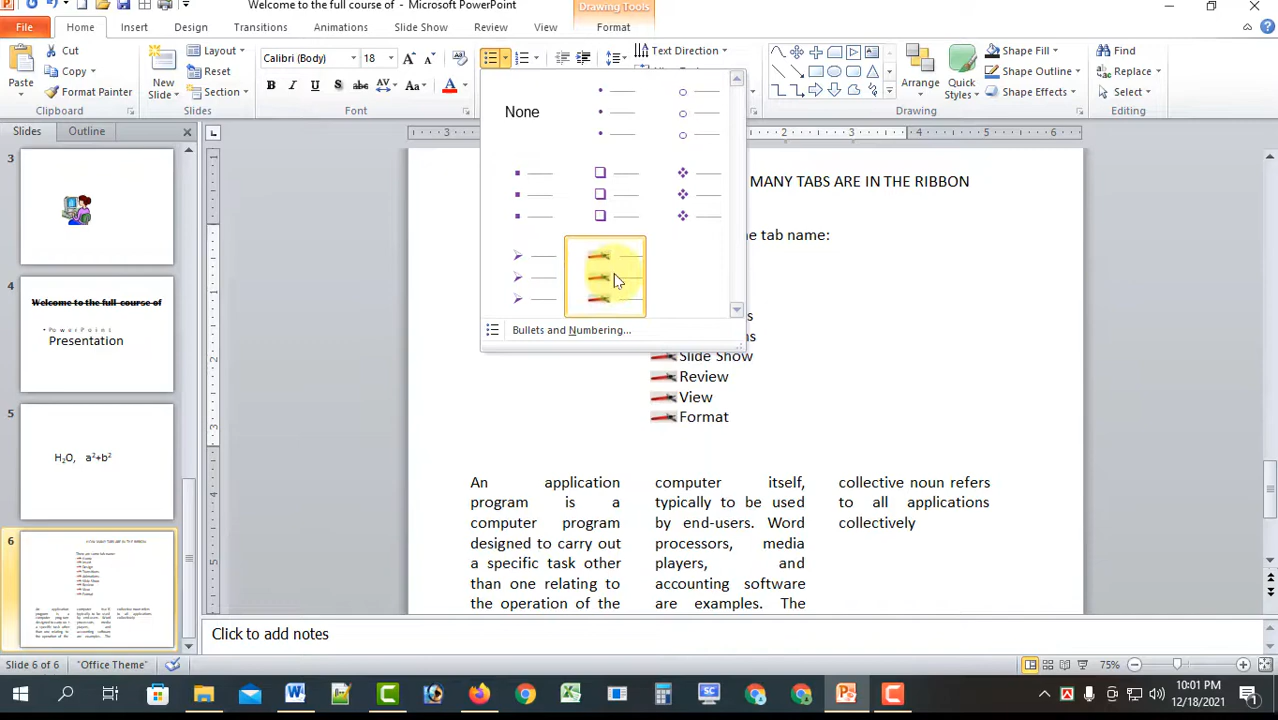 Welcome to the full course of - Microsoft PowerPoint
Drawing Tools
File
Home
Insert
Design
Transitions
Animations
Slide Show
Review
View
Format
Paste
Cut
Copy
Format Painter
Clipboard
New
Slide
Layout
Reset
Section
Slides
Calibri (Body)
18
Font
Text Direction
Arrange
Quick
Styles
Shape Fill
Shape Outline
Shape Effects
Drawing
Find
Replace
Select
Editing
Slides
Outline
None
Bullets and Numbering...
3
4
Welcome to the full course of
PowerPoint
Presentation
5
H₂O, a²+b²
6
MANY TABS ARE IN THE RIBBON
e tab name:
Slide Show
Review
View
Format
An application
program is a
computer program
designed to carry out
a specific task other
than one relating to
the operation of the
computer itself,
typically to be used
by end-users. Word
processors, media
players, and
accounting software
are examples. The
collective noun refers
to all applications
collectively
Click to add notes
Slide 6 of 6
"Office Theme"
75%
10:01 PM
12/18/2021